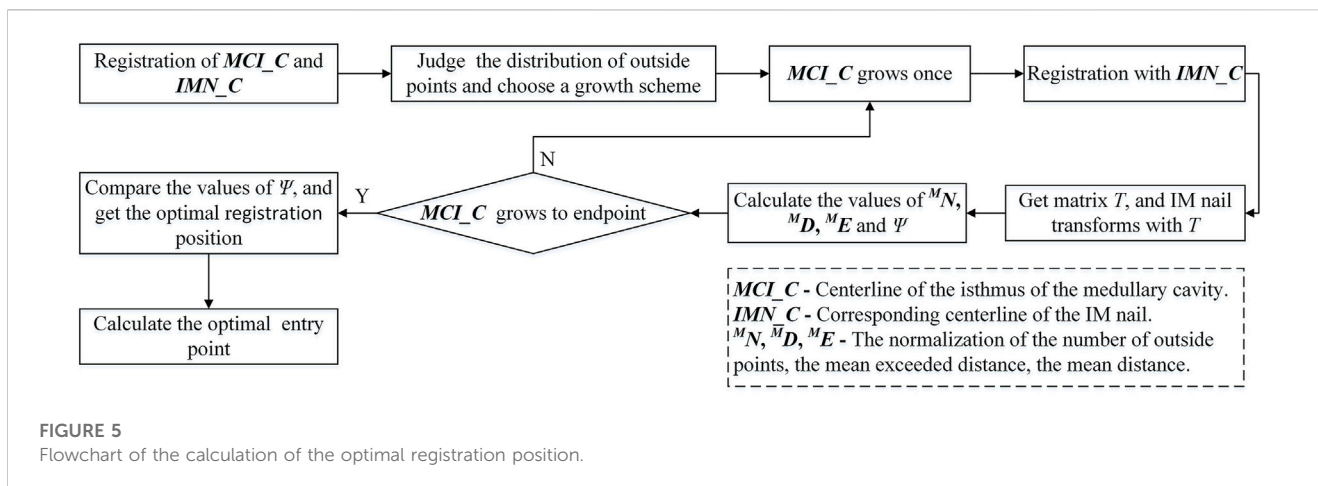 Registration of MCI_C and
IMN_C
Judge the distribution of outside
points and choose a growth scheme
MCI_C grows once
Registration with IMN_C
Get matrix T, and IM nail
transforms with T
Calculate the values of ᴹN,
ᴹD, ᴹE and Ψ
MCI_C grows to endpoint
N
Y
Compare the values of Ψ, and
get the optimal registration
position
Calculate the optimal entry
point
MCI_C - Centerline of the isthmus of the medullary cavity.
IMN_C - Corresponding centerline of the IM nail.
ᴹN, ᴹD, ᴹE - The normalization of the number of outside
points, the mean exceeded distance, the mean distance.
FIGURE 5
Flowchart of the calculation of the optimal registration position.